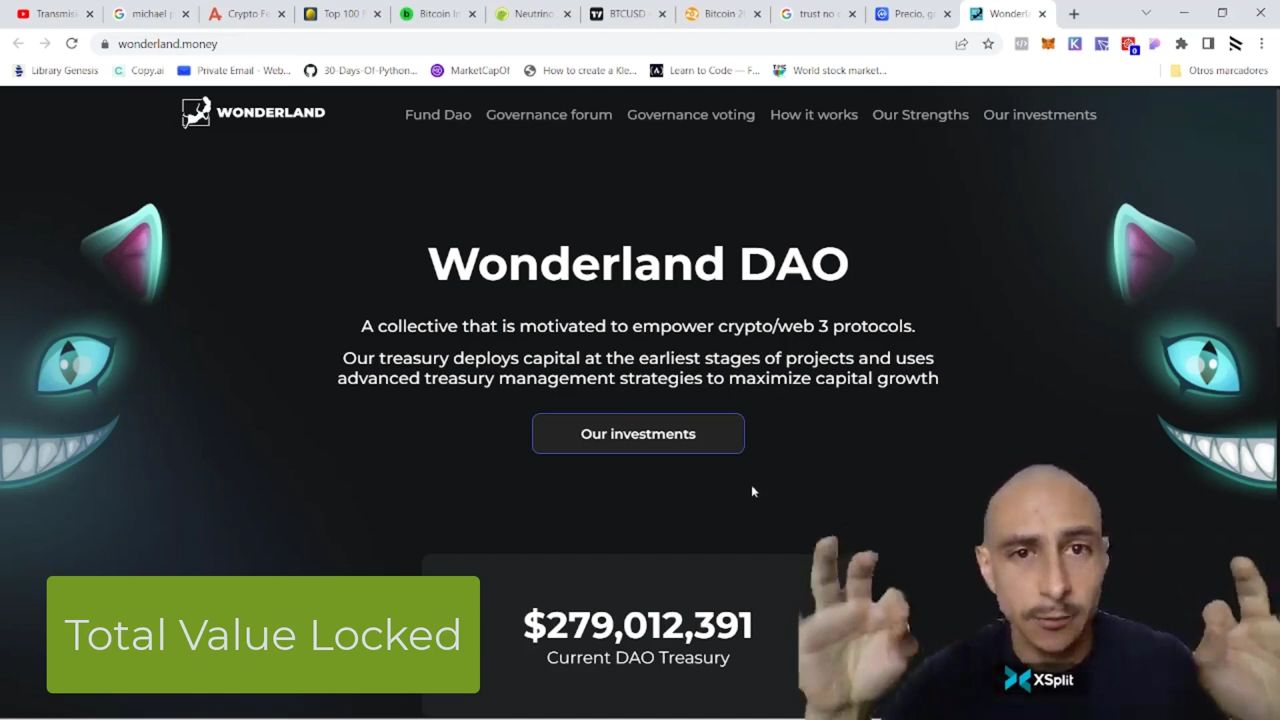 Transmis
michael p
Crypto Fe
Top 100 F
Bitcoin In
Neutrino
BTCUSD
Bitcoin 2
trust no
Precio, gr
Wonderl
wonderland.money
0
Library Genesis
Copy.ai
Private Email - Web...
30-Days-Of-Python...
MarketCapOf
How to create a Kle...
Learn to Code — F...
World stock market...
Otros marcadores
WONDERLAND
Fund Dao
Governance forum
Governance voting
How it works
Our Strengths
Our investments
Wonderland DAO
A collective that is motivated to empower crypto/web 3 protocols.
Our treasury deploys capital at the earliest stages of projects and uses
advanced treasury management strategies to maximize capital growth
Our investments
Total Value Locked
$279,012,391
Current DAO Treasury
XSplit